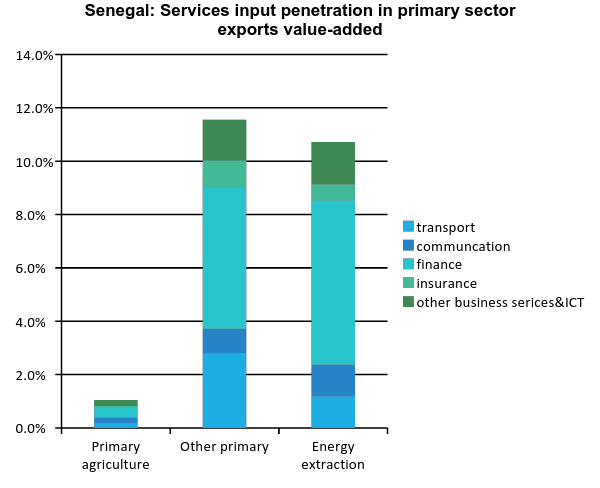 Senegal: Services input penetration in primary sector
exports value-added
14.0%
12.0%
10.0%
8.0%
6.0%
4.0%
2.0%
0.0%
Primary
agriculture
Other primary
Energy
extraction
transport
communcation
finance
insurance
other business serices&ICT